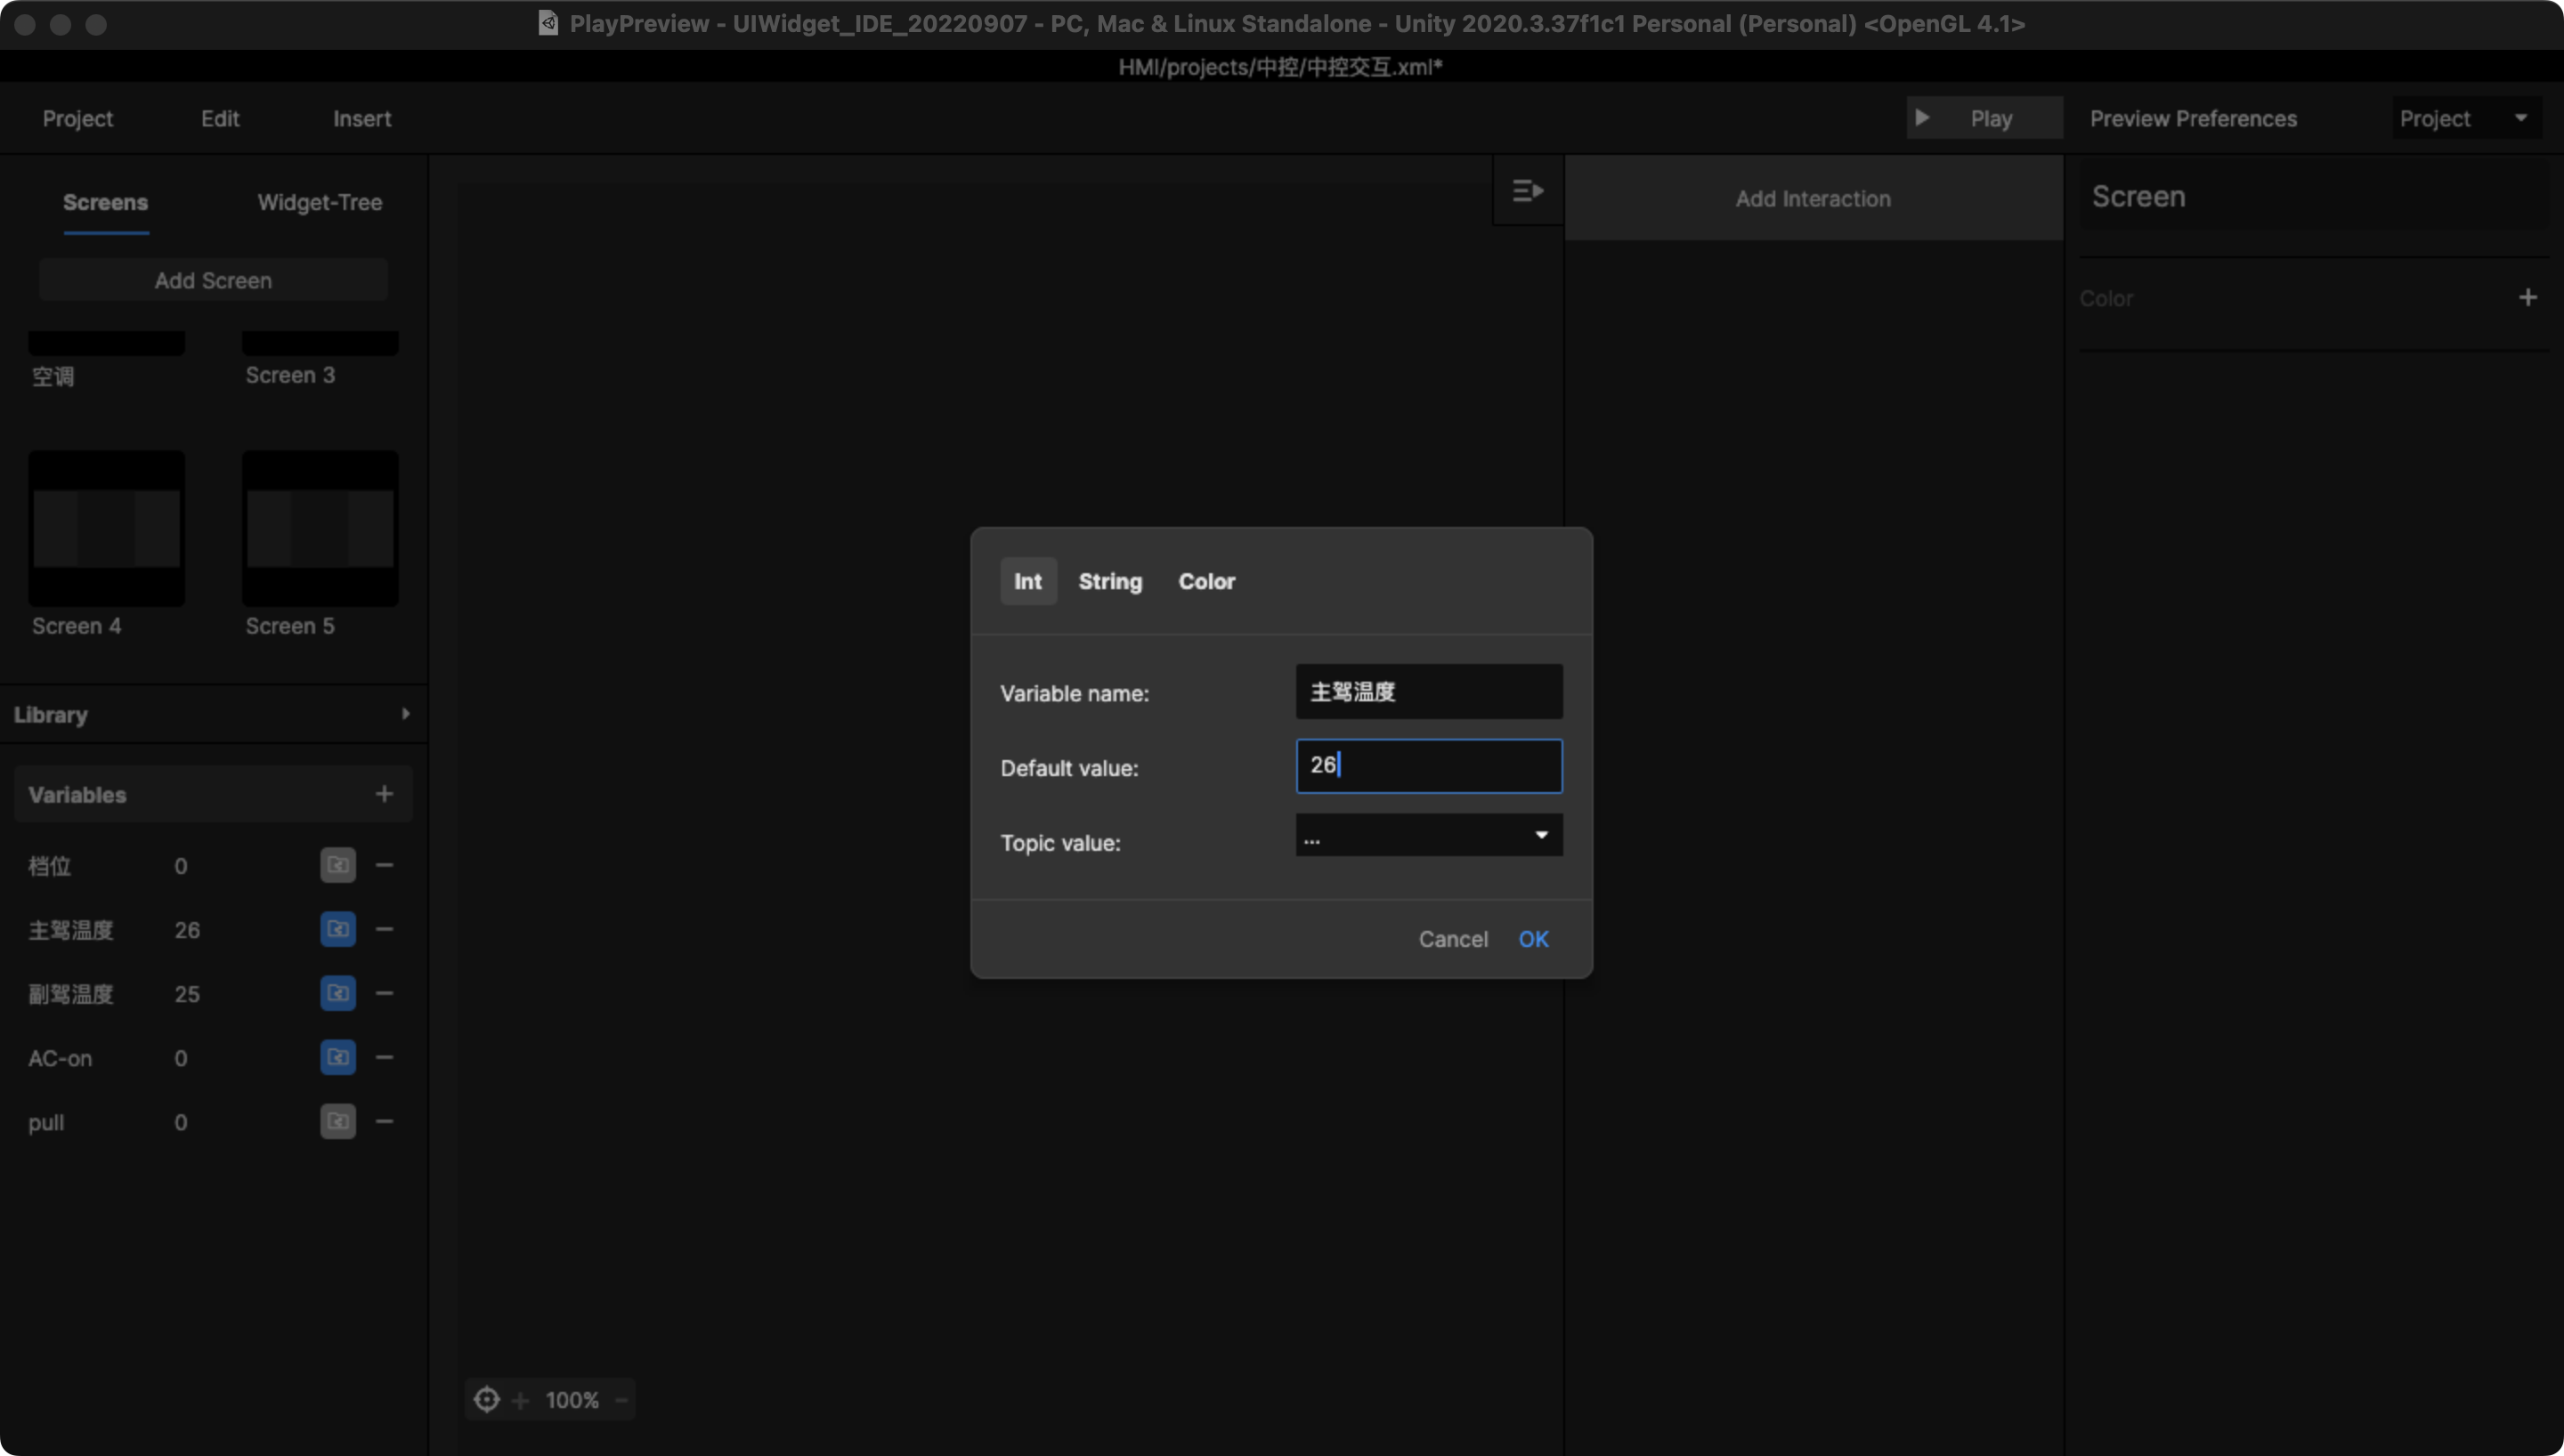 PlayPreview - UIWidget_IDE_20220907 - PC, Mac & Linux Standalone - Unity 2020.3.37f1c1 Personal (Personal) <OpenGL 4.1>
HMI/projects/中控/中控交互.xml*
Project Edit Insert Play Preview Preferences Project
Screens Widget-Tree
Add Screen
空调 Screen 3
Screen 4 Screen 5
Library
Variables
档位 0
主驾温度 26
副驾温度 25
AC-on 0
pull 0
Add Interaction
Screen
Color
Int String Color
Variable name: 主驾温度
Default value: 26
Topic value: ...
Cancel OK
100%